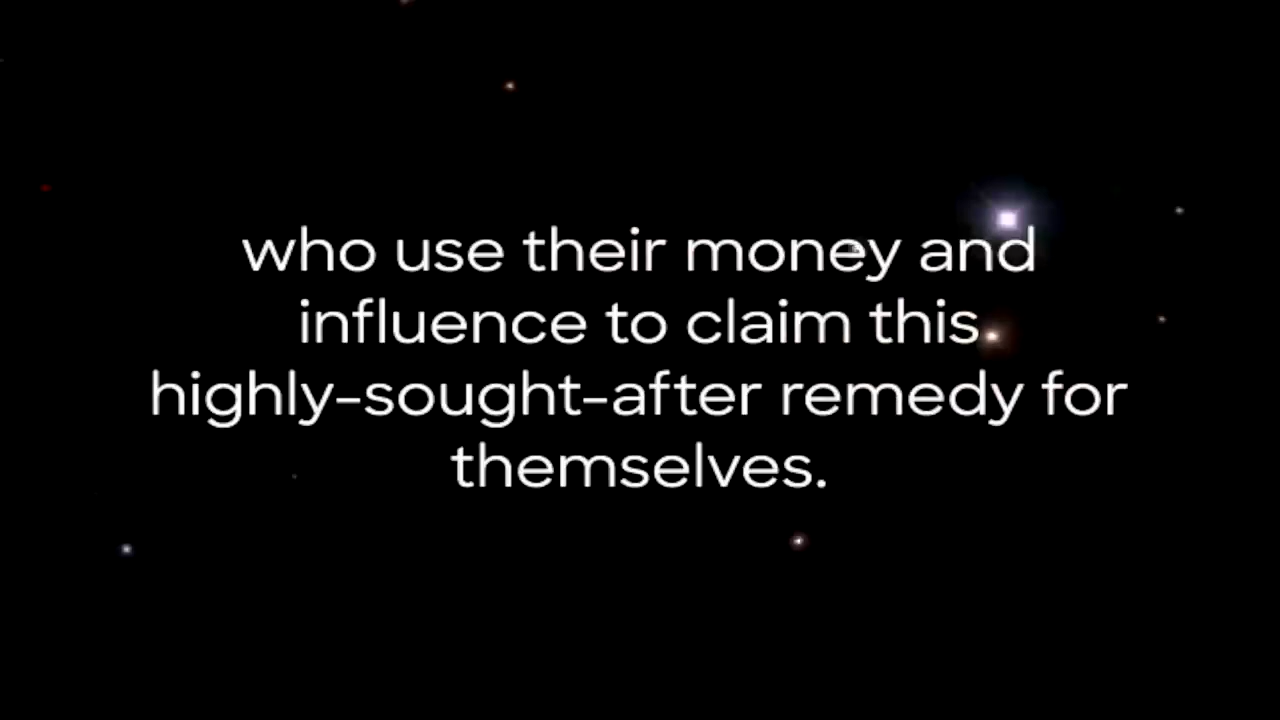 who use their money and
influence to claim this
highly-sought-after remedy for
themselves.